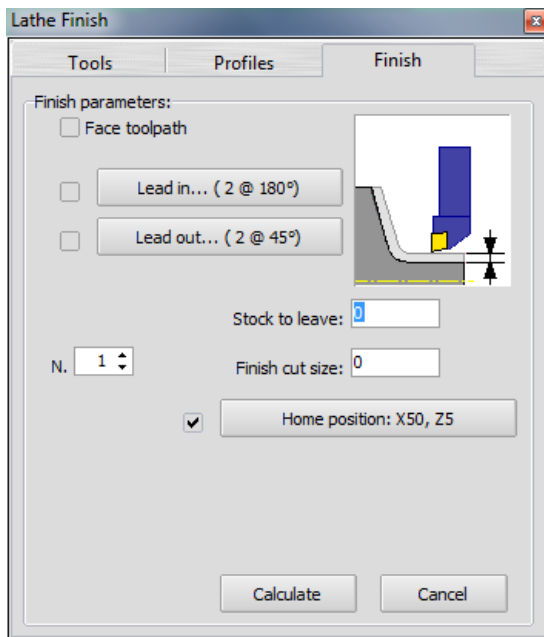 Lathe Finish
Tools Profiles Finish
Finish parameters:
Face toolpath
Lead in... ( 2 @ 180°)
Lead out... ( 2 @ 45°)
Stock to leave: 0
N. 1 Finish cut size: 0
Home position: X50, Z5
Calculate Cancel